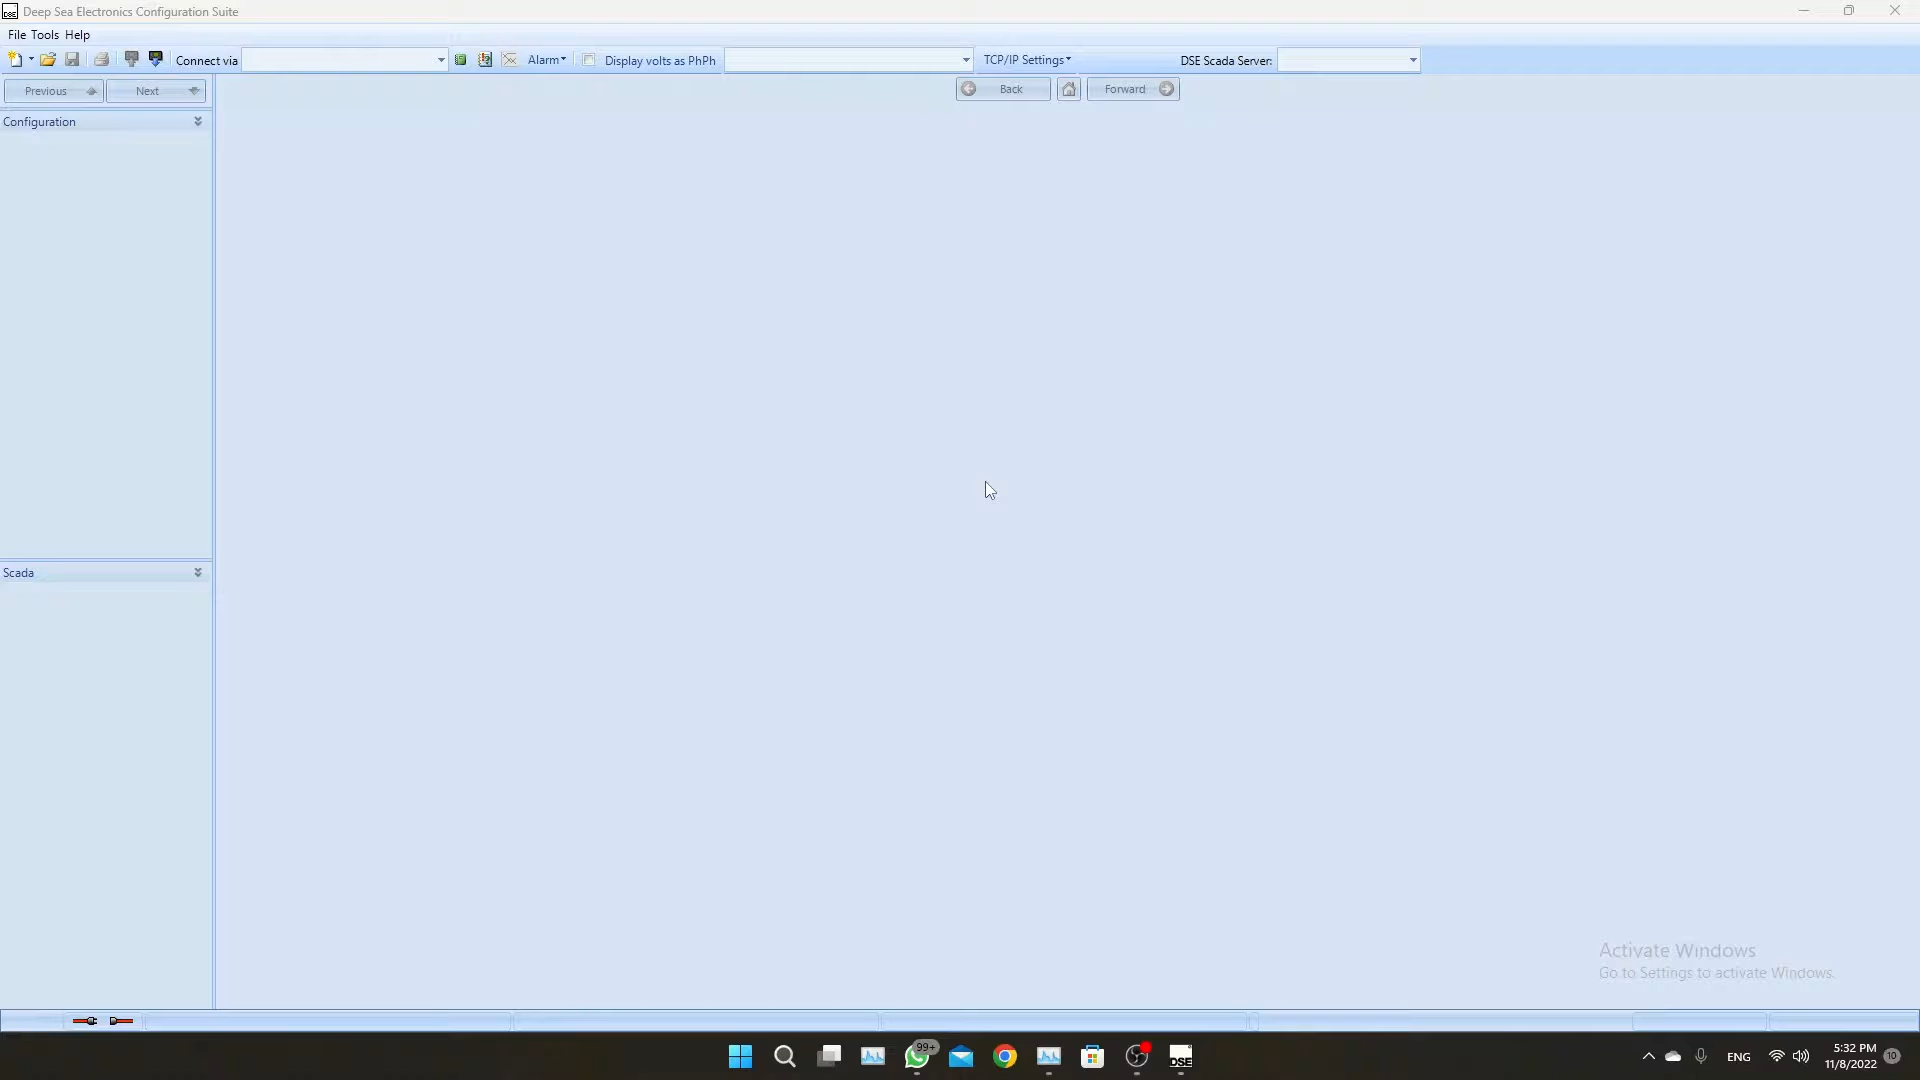 DSE Deep Sea Electronics Configuration Suite
File Tools Help
Connect via Alarm Display volts as PhPh TCP/IP Settings DSE Scada Server:
Previous Next Back Forward
Configuration
Scada
Activate Windows
Go to Settings to activate Windows.
99+ DSE ENG 5:32 PM
11/8/2022 10